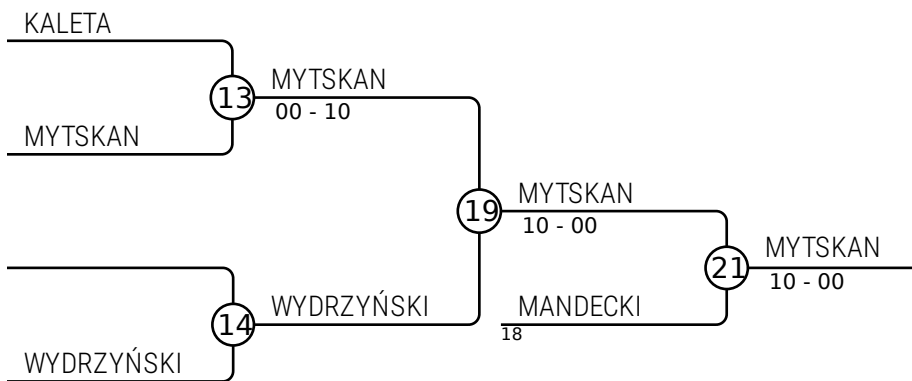 KALETA
13
MYTSKAN
00 - 10
MYTSKAN
19
MYTSKAN
10 - 00
21
MYTSKAN
10 - 00
14
WYDRZYŃSKI
MANDECKI
18
WYDRZYŃSKI